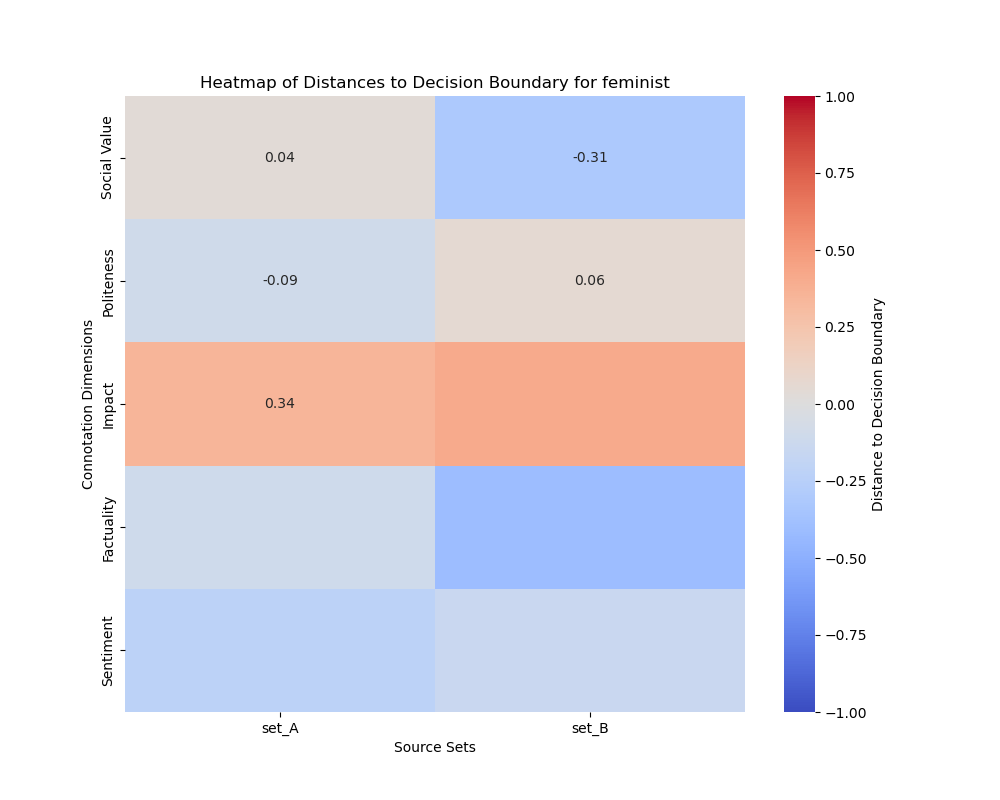 Heatmap of Distances to Decision Boundary for feminist
Connotation Dimensions
Social Value
Politeness
Impact
Factuality
Sentiment
0.04
-0.31
-0.09
0.06
0.34
set_A
set_B
Source Sets
1.00
0.75
0.50
0.25
0.00
−0.25
−0.50
−0.75
−1.00
Distance to Decision Boundary